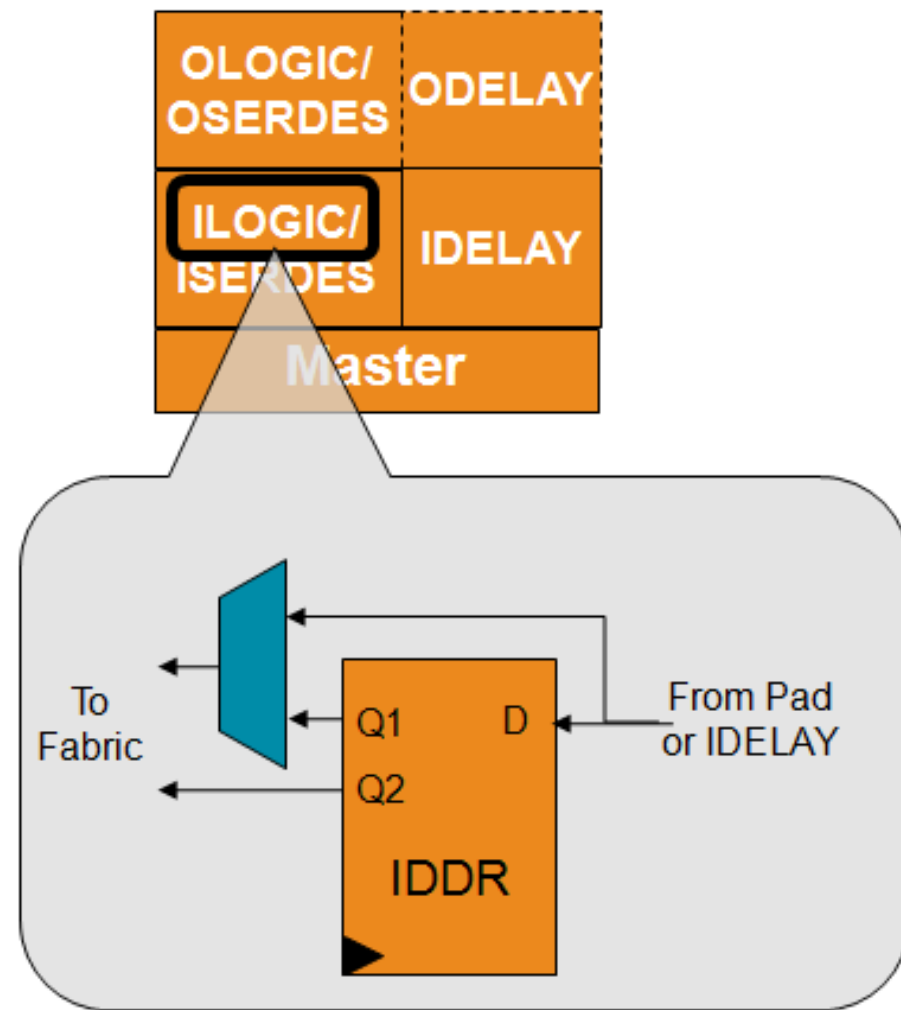 OLOGIC/
OSERDES
ODELAY
ILOGIC/
ISERDES
IDELAY
Master
To
Fabric
Q1
D
Q2
IDDR
From Pad
or IDELAY